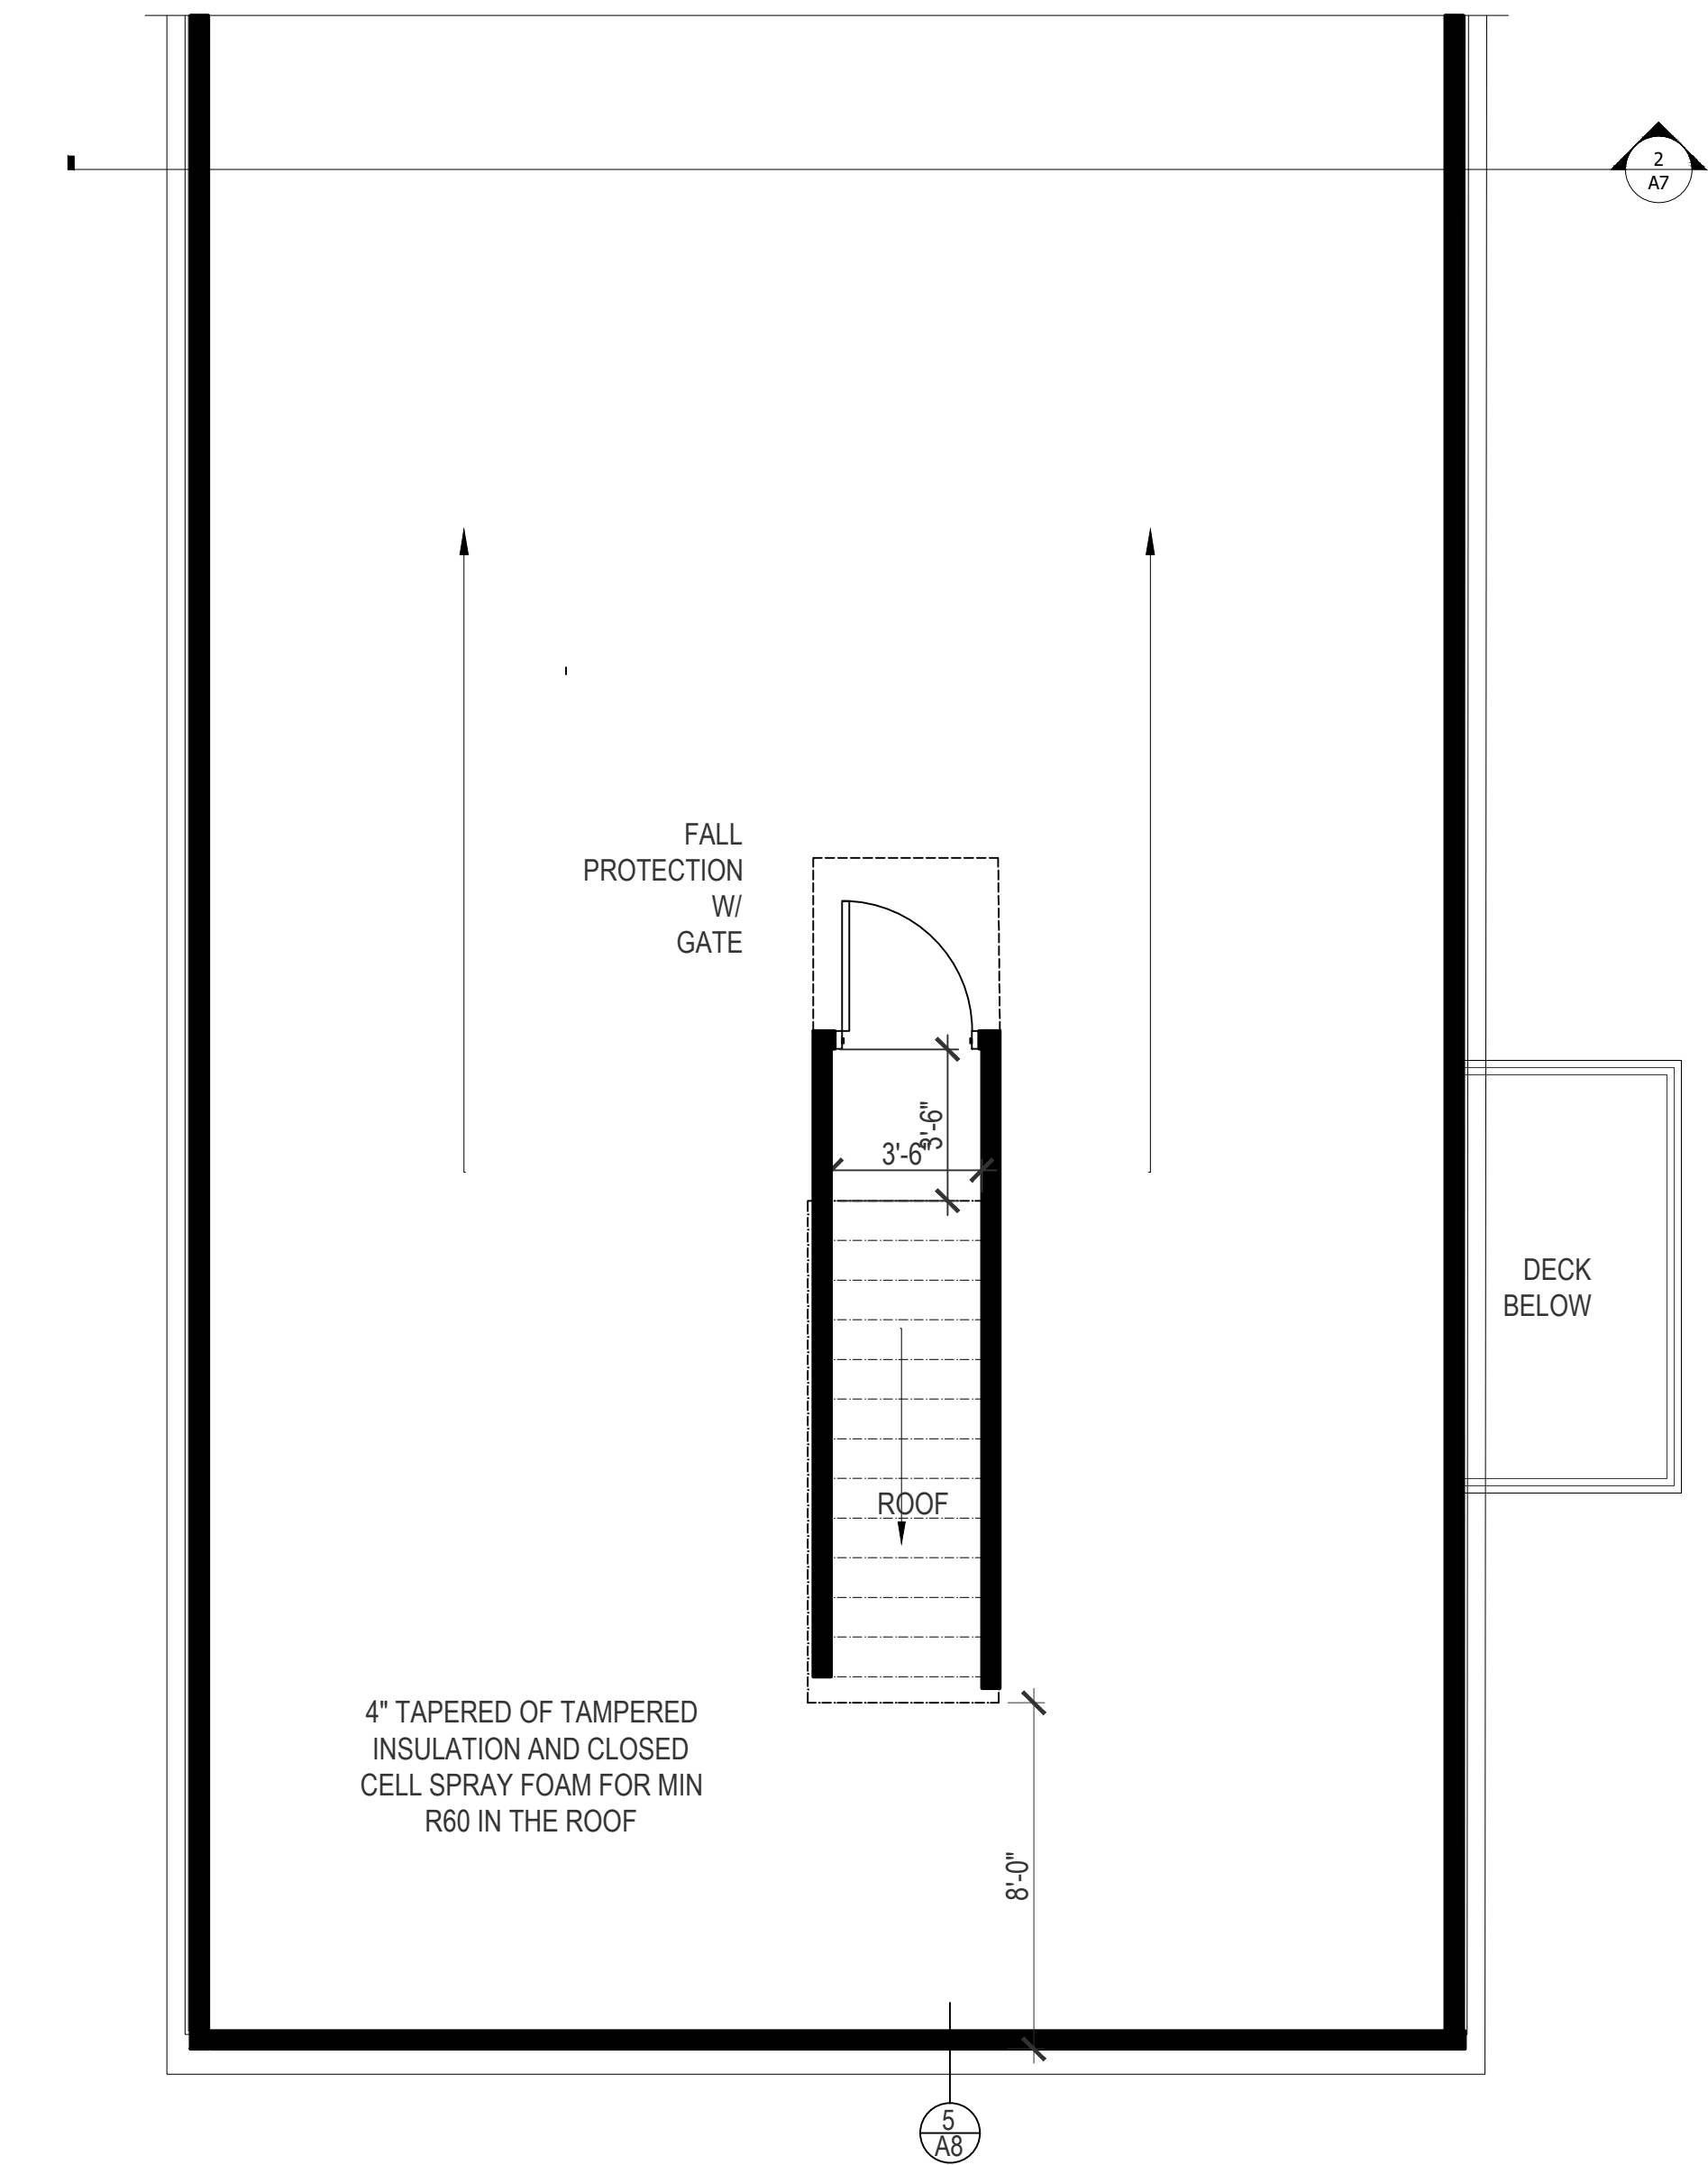 2
A7
FALL
PROTECTION
W/
GATE
3'-6"
3'-6"
DECK
BELOW
ROOF
4" TAPERED OF TAMPERED
INSULATION AND CLOSED
CELL SPRAY FOAM FOR MIN
R60 IN THE ROOF
8'-0"
5
A8